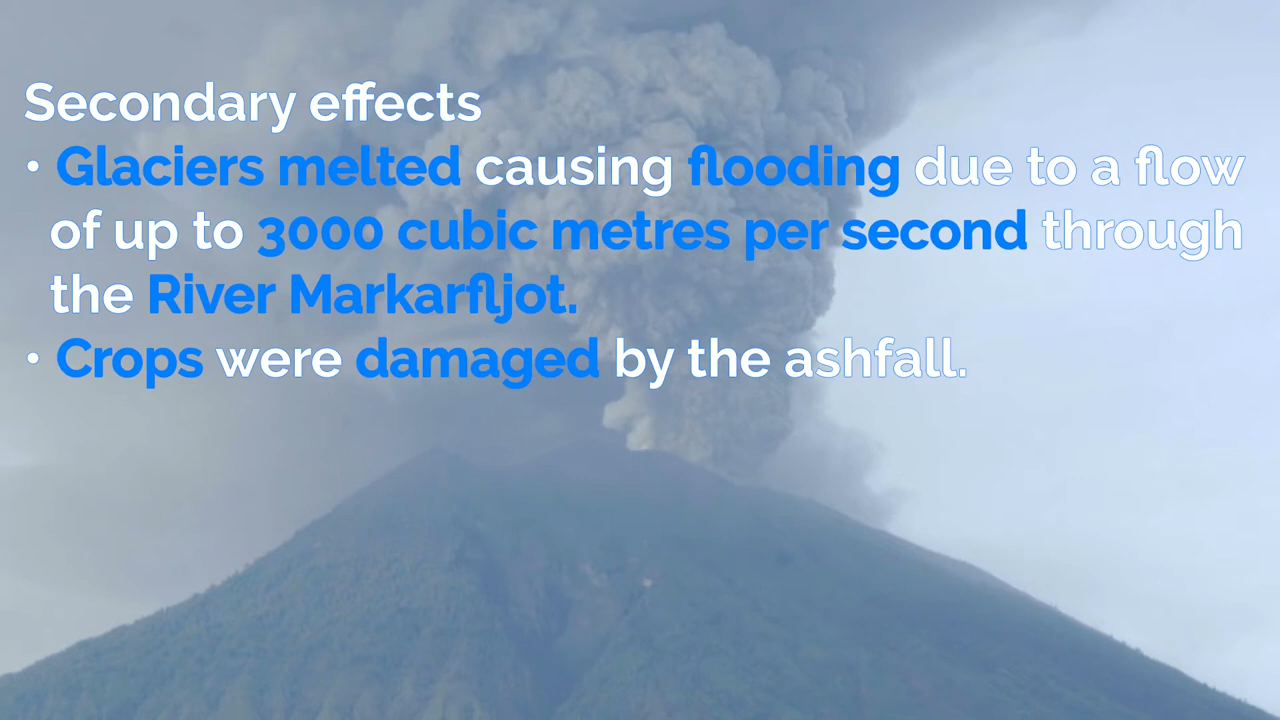 Secondary effects
• Glaciers melted causing flooding due to a flow
of up to 3000 cubic metres per second through
the River Markarfljot.
• Crops were damaged by the ashfall.